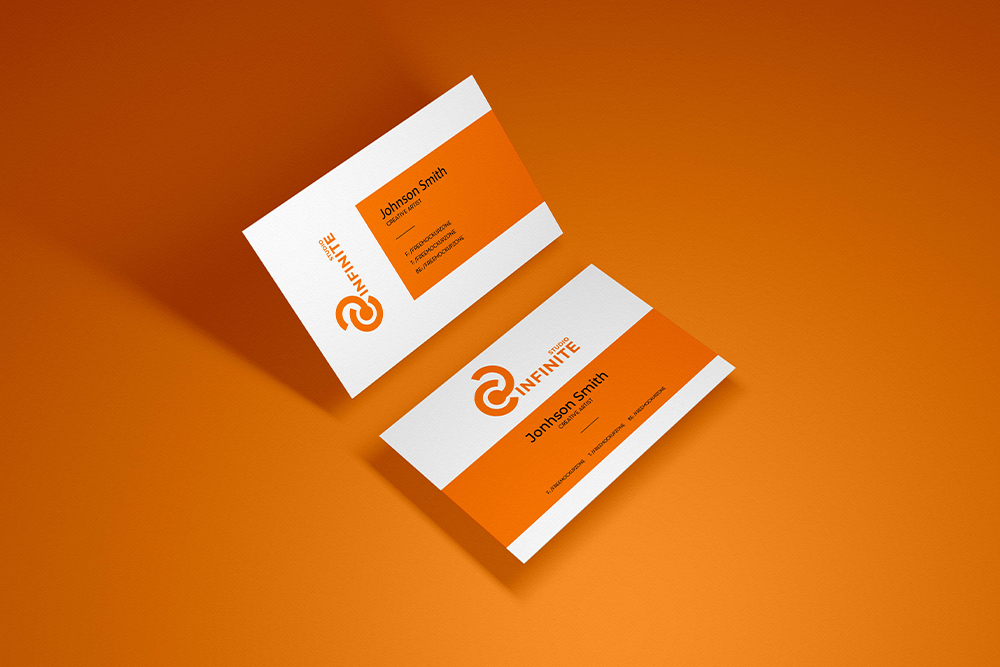 Johnson Smith
CREATIVE ARTIST
F: /FREEMOCKUPZONE
T: /FREEMOCKUPZONE
BE: /FREEMOCKUPZONE
STUDIO
INFINITE
STUDIO
INFINITE
Jonhson Smith
CREATIVE ARTIST
F: /FREEMOCKUPZONE T: /FREEMOCKUPZONE BE: /FREEMOCKUPZONE